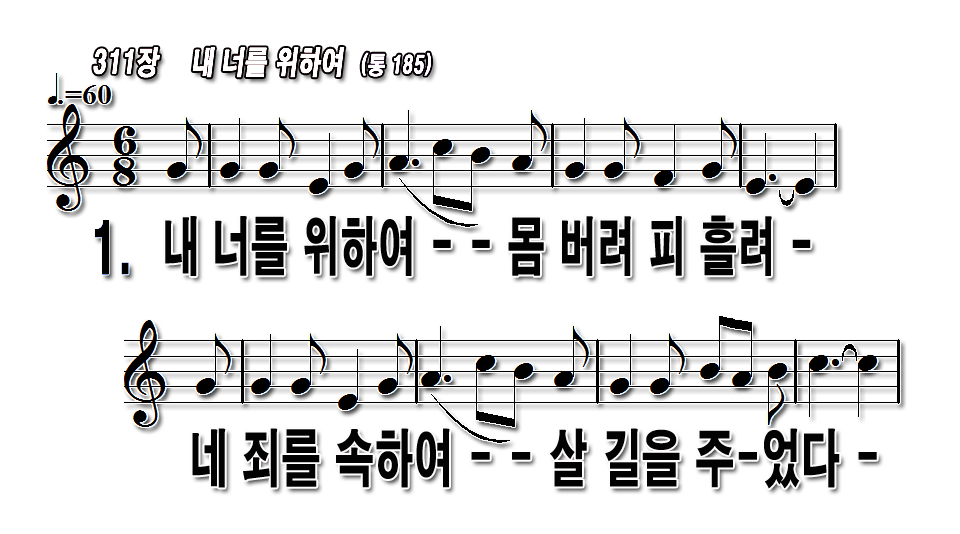 311장 내 너를 위하여 (통 185)
♩.=60
6
8
1. 내 너를 위하여 - - 몸 버려 피 흘려 -
네 죄를 속하여 - - 살 길을 주-었다 -